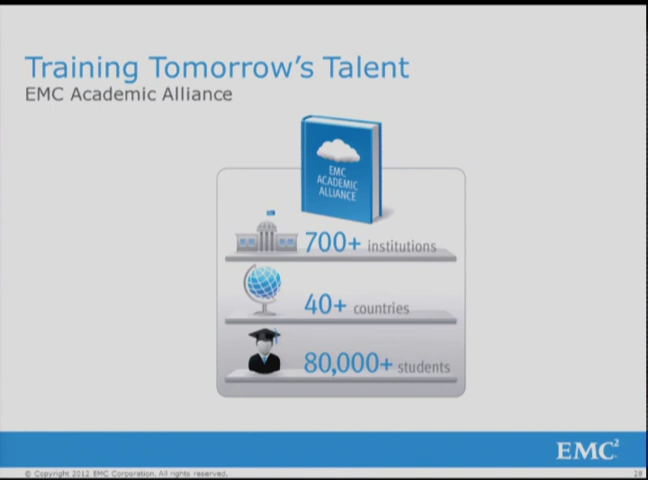 Training Tomorrow's Talent
EMC Academic Alliance
EMC
ACADEMIC
ALLIANCE
700+ institutions
40+ countries
80,000+ students
EMC²
© Copyright 2012 EMC Corporation. All rights reserved.
28